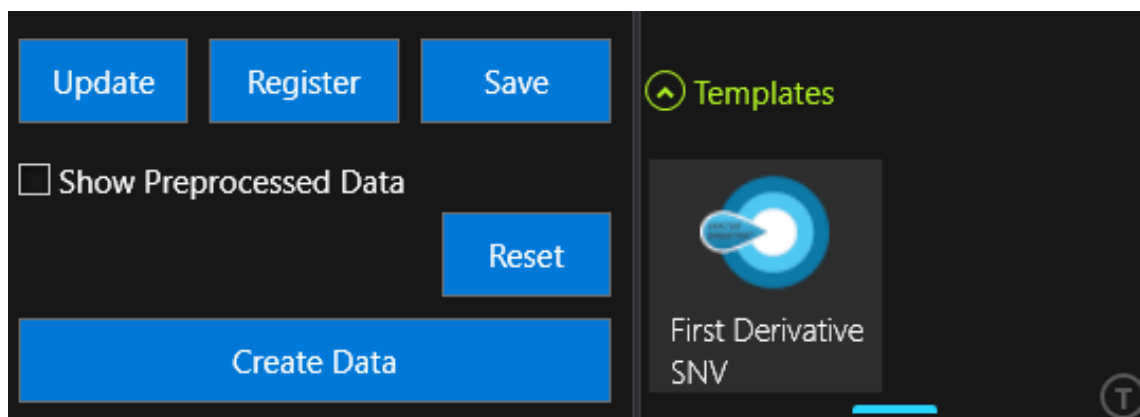 Update
Register
Save
Templates
Show Preprocessed Data
Reset
Create Data
First Derivative
SNV
T